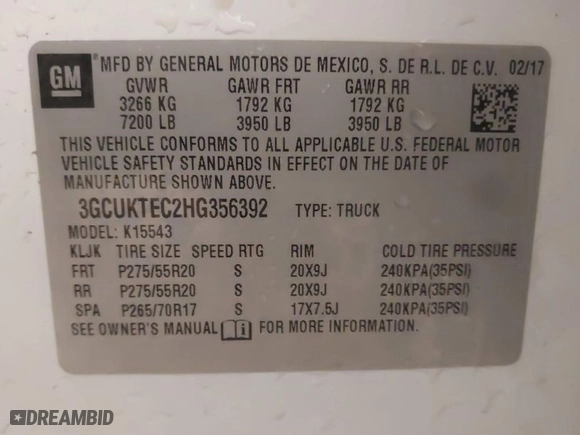 GM MFD BY GENERAL MOTORS DE MEXICO, S. DE R.L. DE C.V. 02/17
GVWR GAWR FRT GAWR RR
3266 KG 1792 KG 1792 KG
7200 LB 3950 LB 3950 LB
THIS VEHICLE CONFORMS TO ALL APPLICABLE U.S. FEDERAL MOTOR
VEHICLE SAFETY STANDARDS IN EFFECT ON THE DATE OF
MANUFACTURE SHOWN ABOVE.
3GCUKTEC2HG356392 TYPE: TRUCK
MODEL: K15543
KLJK TIRE SIZE SPEED RTG RIM COLD TIRE PRESSURE
FRT P275/55R20 S 20X9J 240KPA(35PSI)
RR P275/55R20 S 20X9J 240KPA(35PSI)
SPA P265/70R17 S 17X7.5J 240KPA(35PSI)
SEE OWNER'S MANUAL FOR MORE INFORMATION.
DREAMBID